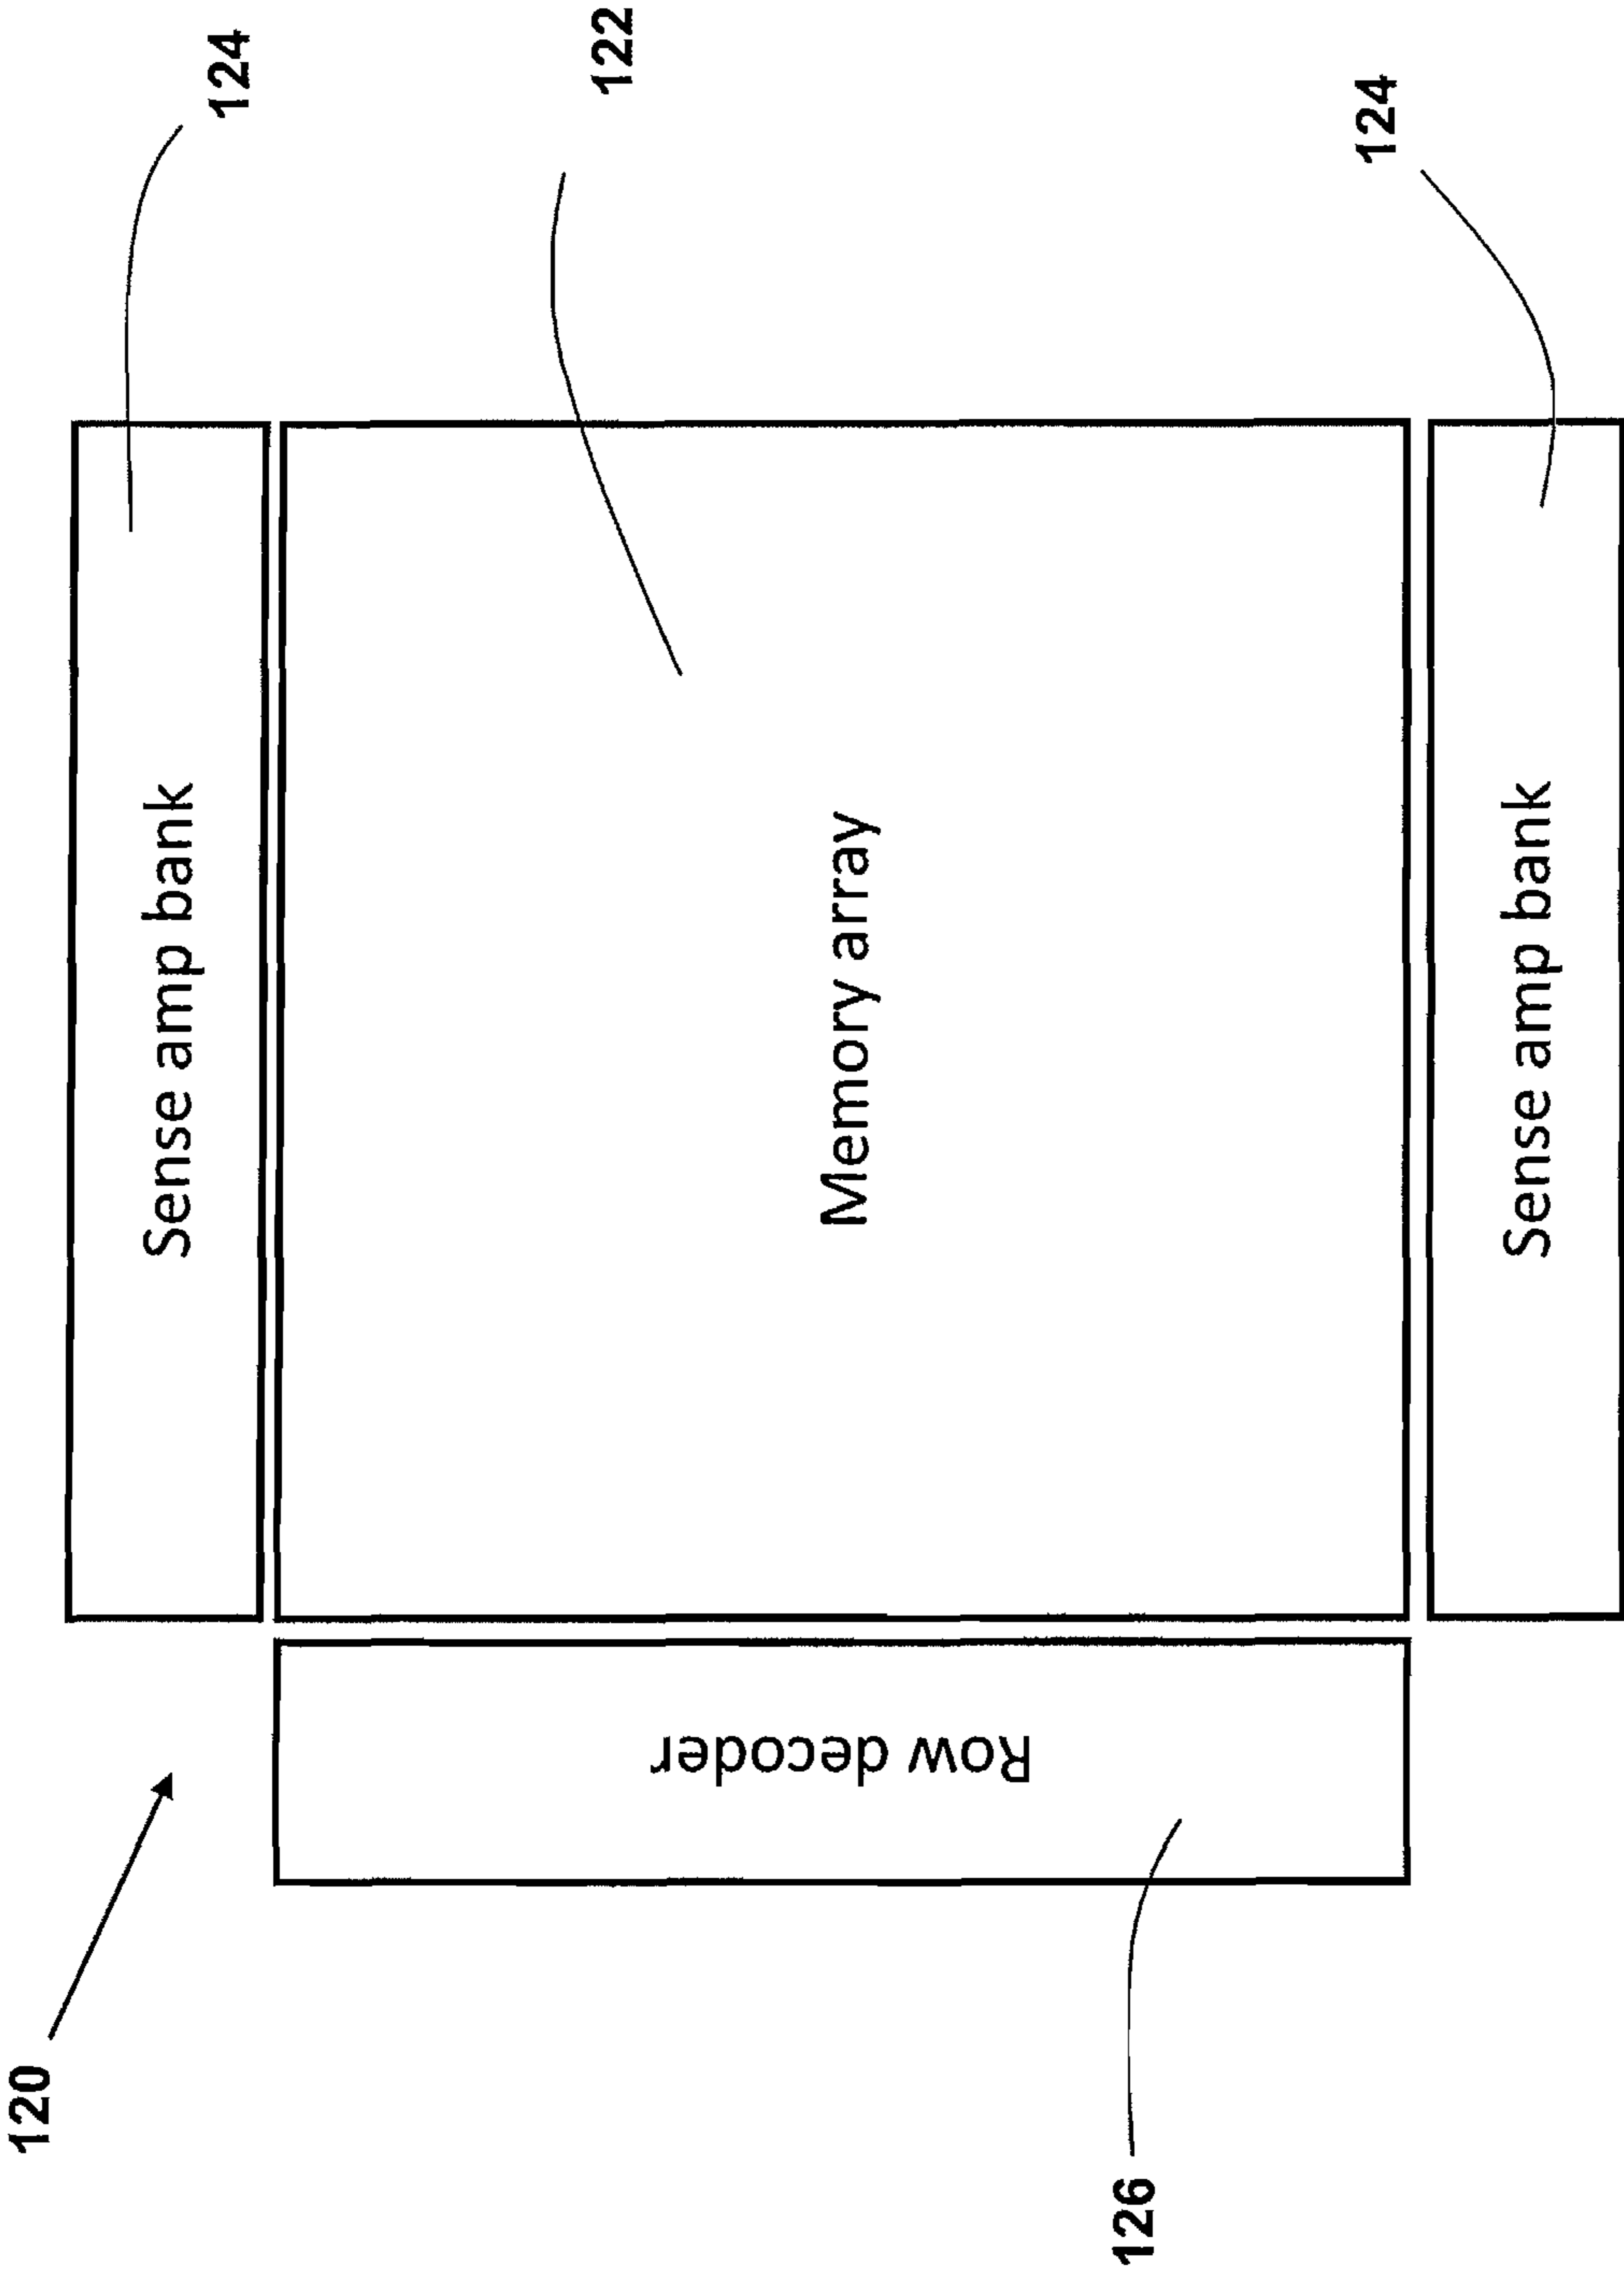 120
124
Sense amp bank
122
Memory array
Row decoder
126
124
Sense amp bank